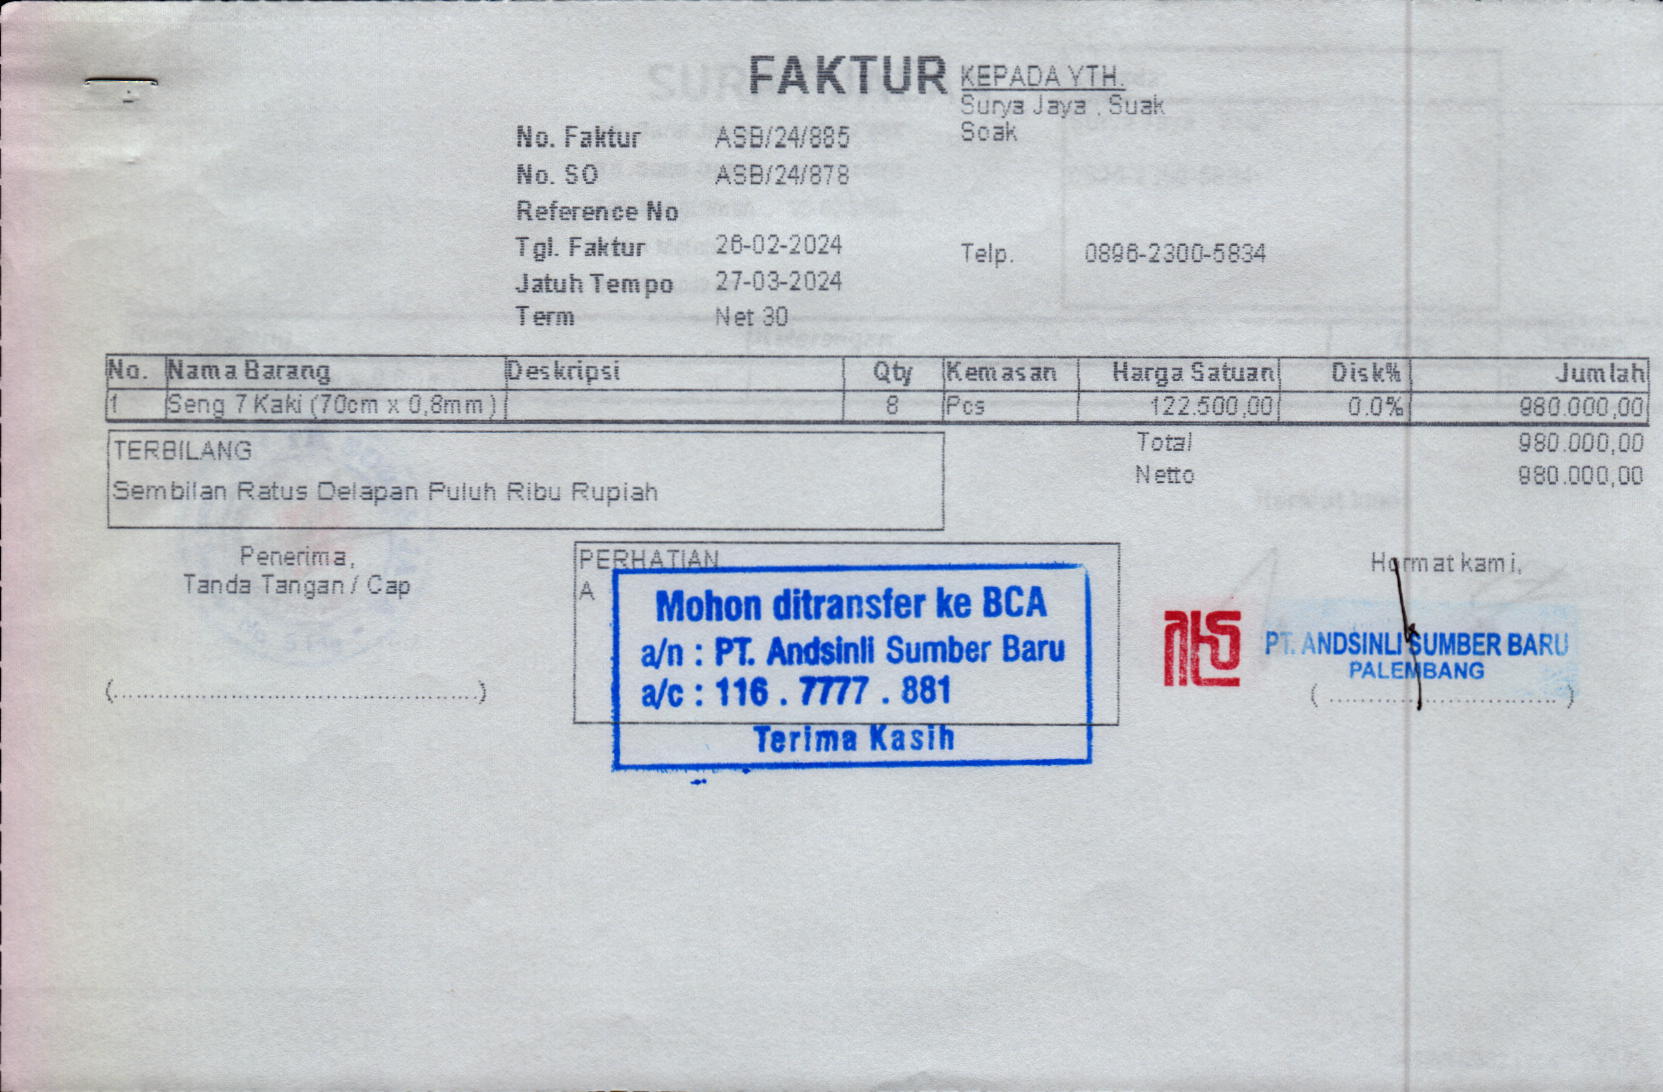 FAKTUR
KEPADA YTH.
Surya Jaya , Suak
Soak
No. Faktur ASB/24/885
No. SO ASB/24/878
Reference No
Tgl. Faktur 26-02-2024
Telp. 0896-2300-5834
Jatuh Tempo 27-03-2024
Term Net 30
No. Nama Barang Deskripsi Qty Kemasan Harga Satuan Disk% Jumlah
1 Seng 7 Kaki (70cm x 0,8mm) 8 Pcs 122.500,00 0.0% 980.000,00
TERBILANG
Sembilan Ratus Delapan Puluh Ribu Rupiah
Total 980.000,00
Netto 980.000,00
Penerima,
Tanda Tangan / Cap
(............................................)
PERHATIAN
A
Mohon ditransfer ke BCA
a/n : PT. Andsinli Sumber Baru
a/c : 116 . 7777 . 881
Terima Kasih
Hormat kami,
PT. ANDSINLI SUMBER BARU
PALEMBANG
( ............................ )